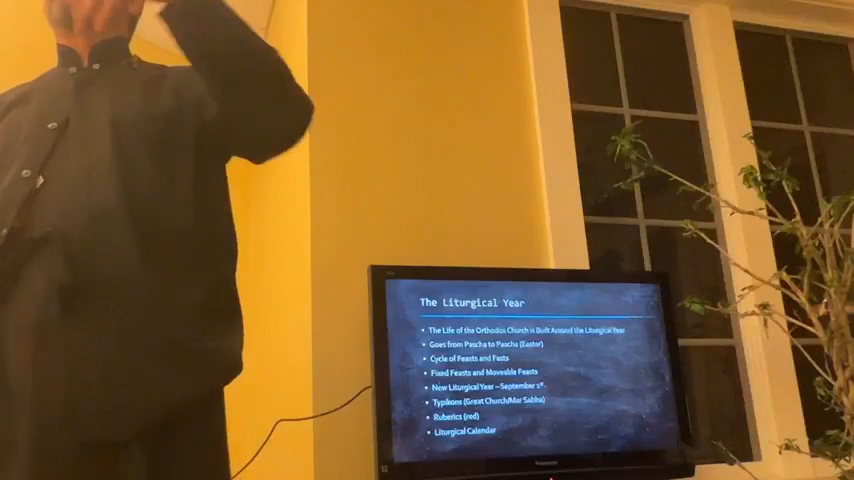 The Liturgical Year
• The Life of the Orthodox Church is Built Around the Liturgical Year
• Goes from Pascha to Pascha (Easter)
• Cycle of Feasts and Fasts
• Fixed Feasts and Moveable Feasts
• New Liturgical Year – September 1st
• Typikons (Great Church/Mar Sabba)
• Ruberics (red)
• Liturgical Calendar
Panasonic